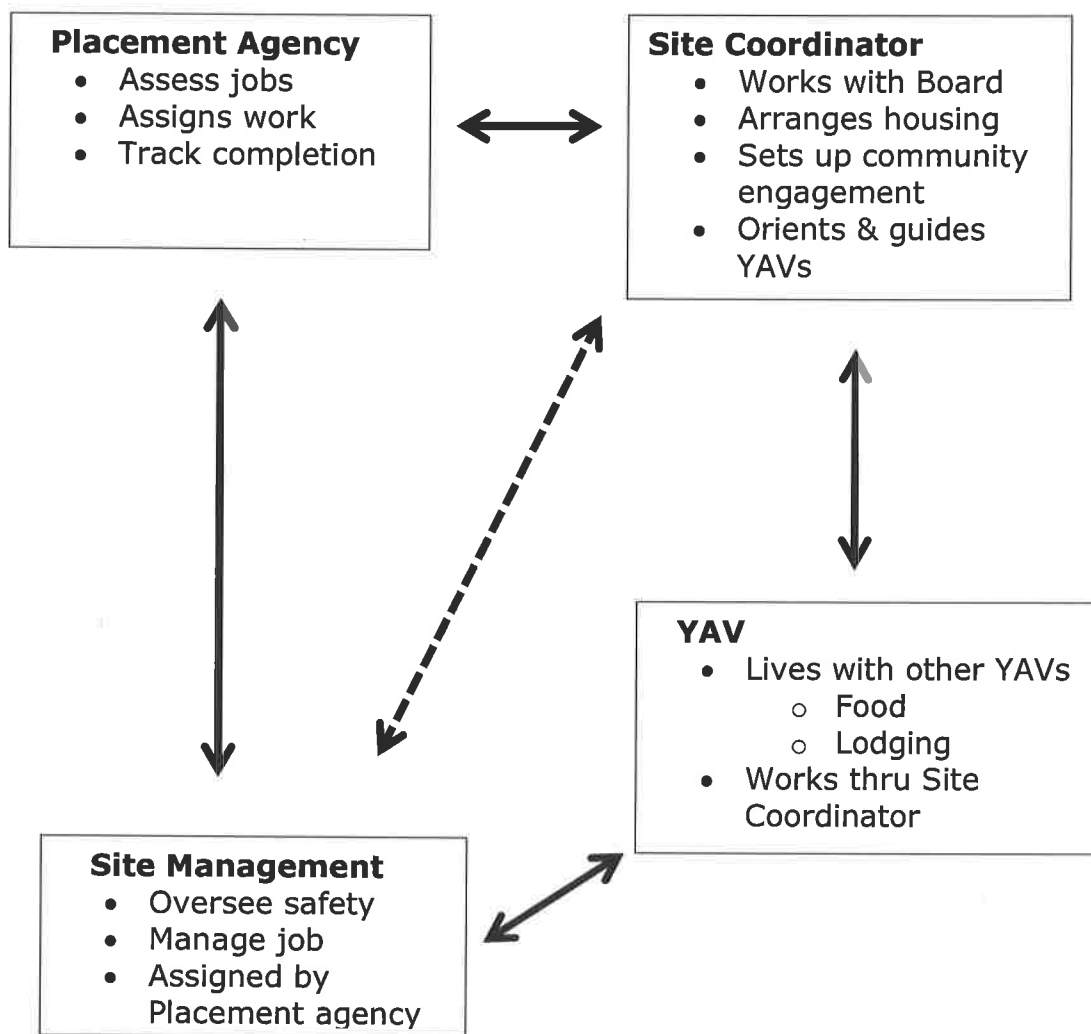 Placement Agency
• Assess jobs
• Assigns work
• Track completion
Site Coordinator
• Works with Board
• Arranges housing
• Sets up community
engagement
• Orients & guides
YAVs
YAV
• Lives with other YAVs
o Food
o Lodging
• Works thru Site
Coordinator
Site Management
• Oversee safety
• Manage job
• Assigned by
Placement agency